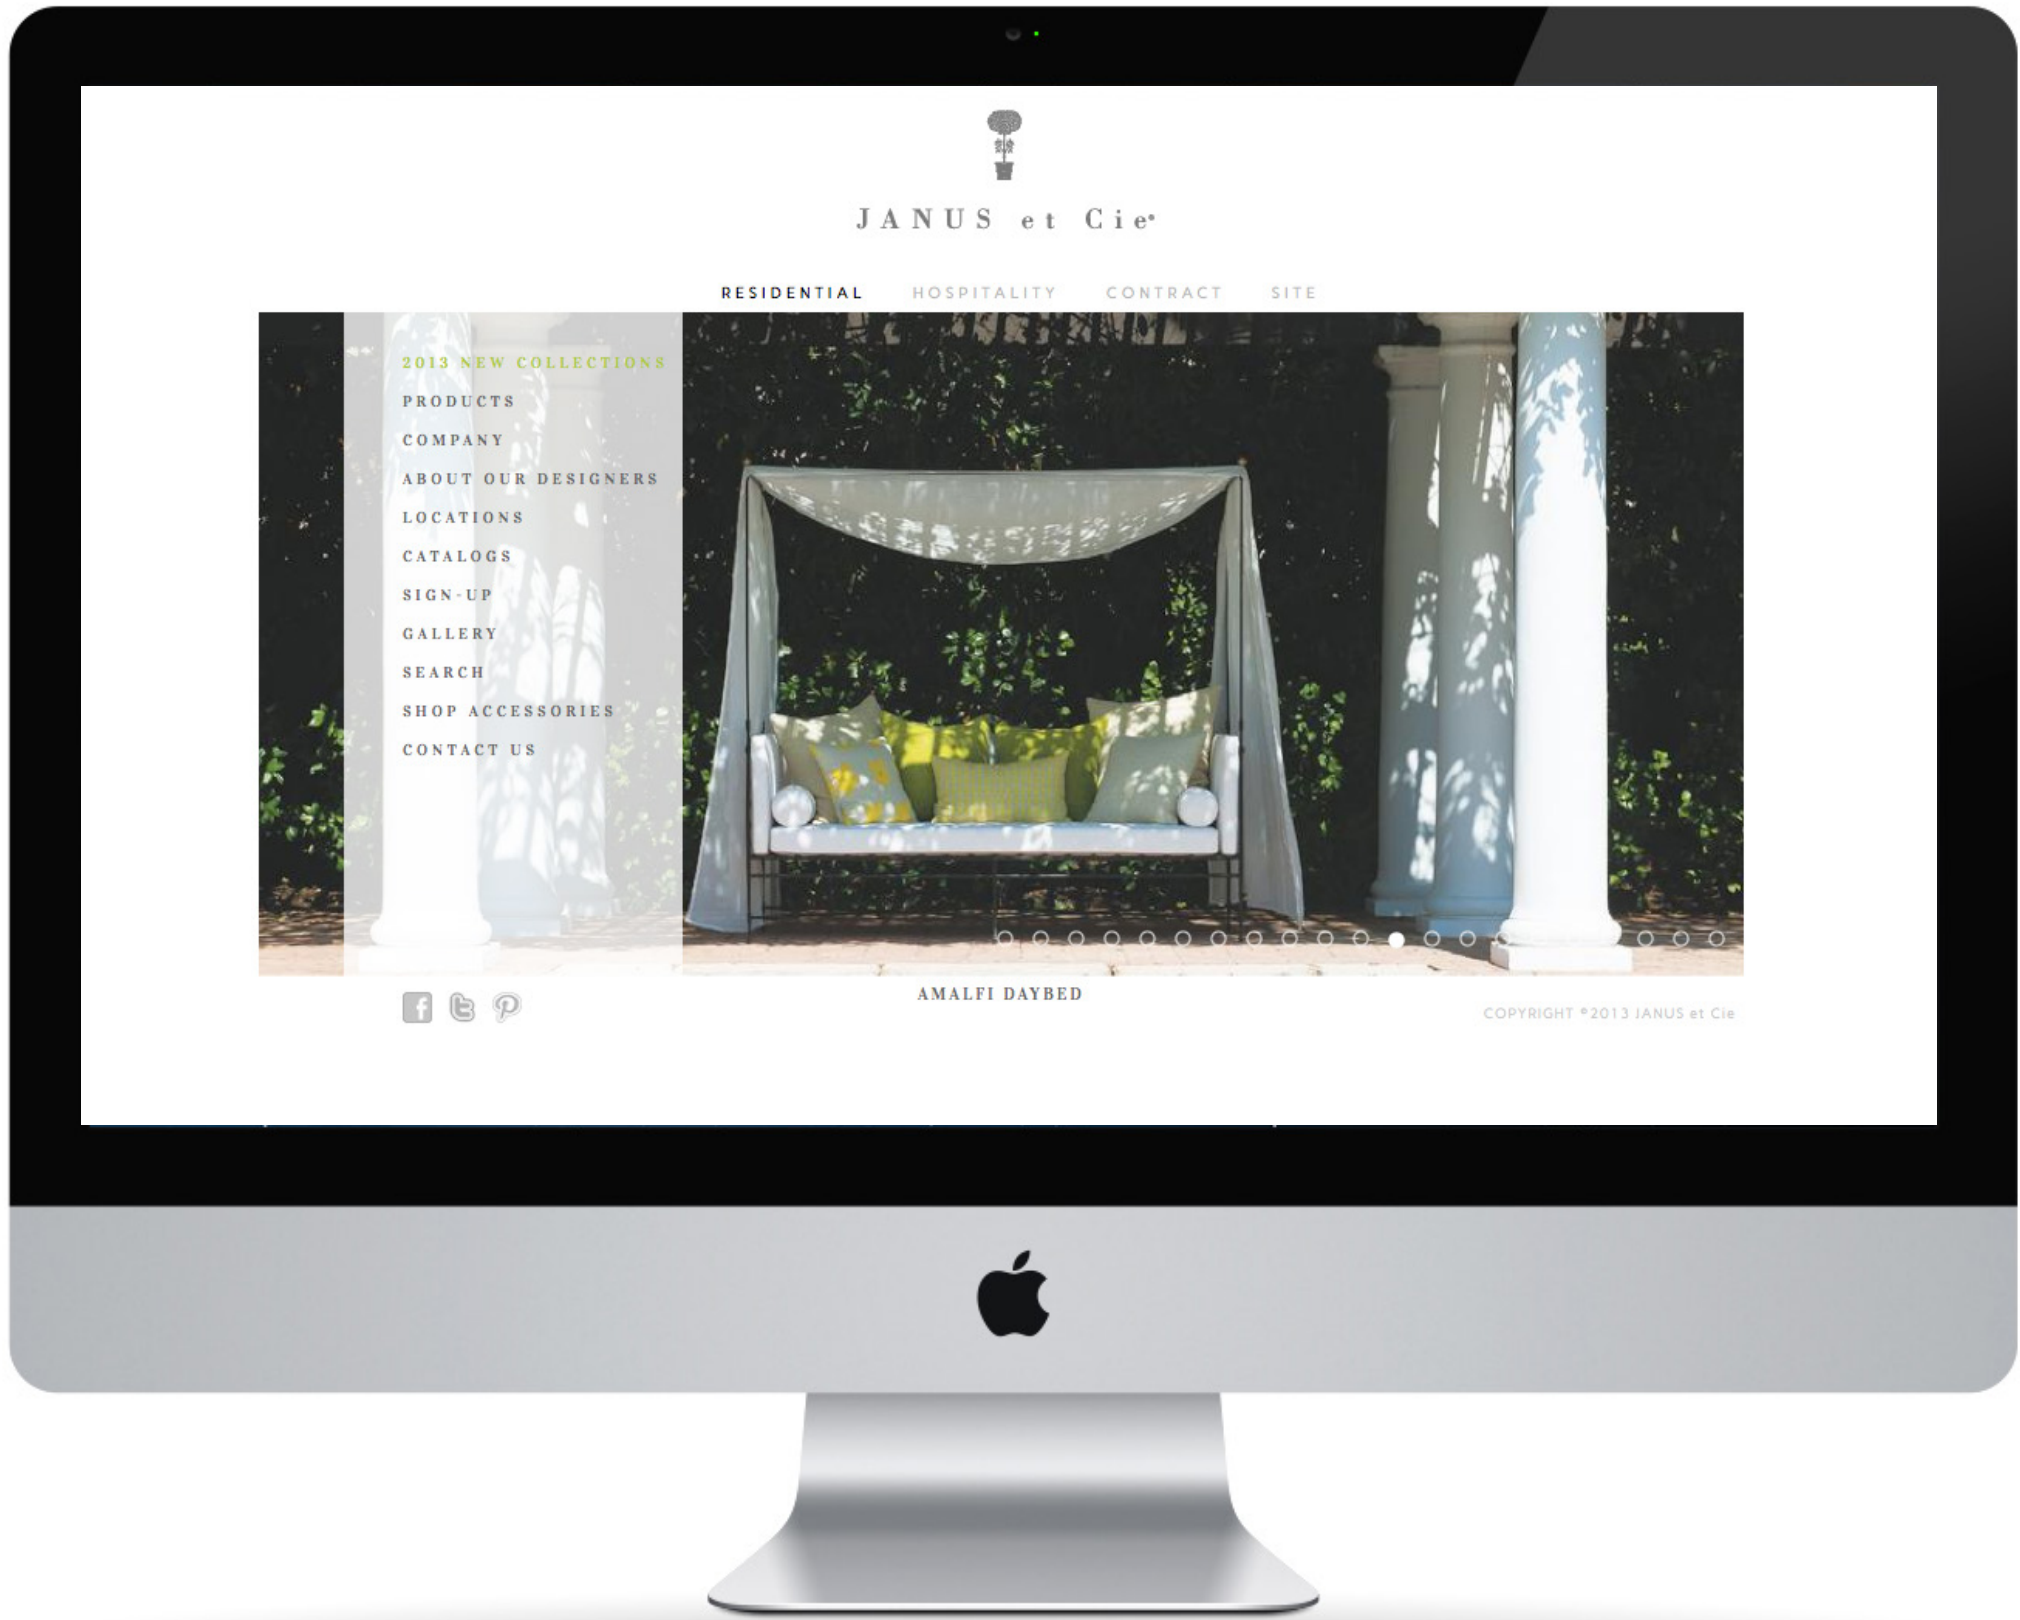 JANUS et Cie®
RESIDENTIAL HOSPITALITY CONTRACT SITE
2013 NEW COLLECTIONS
PRODUCTS
COMPANY
ABOUT OUR DESIGNERS
LOCATIONS
CATALOGS
SIGN-UP
GALLERY
SEARCH
SHOP ACCESSORIES
CONTACT US
AMALFI DAYBED
COPYRIGHT ©2013 JANUS et Cie